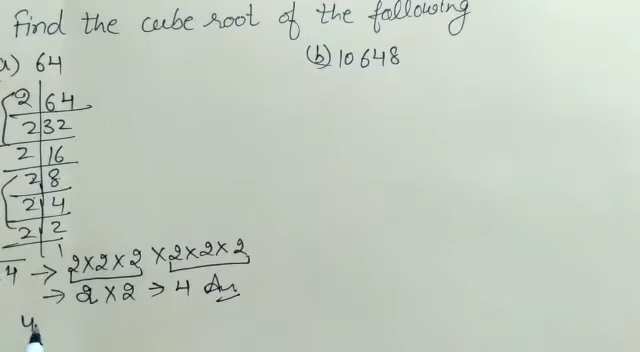 Find the cube root of the following
a) 64
(b) 10648
2 64
2 32
2 16
2 8
2 4
2 2
1
4 → 2×2×2 × 2×2×2
→ 2×2 → 4 Ans
4